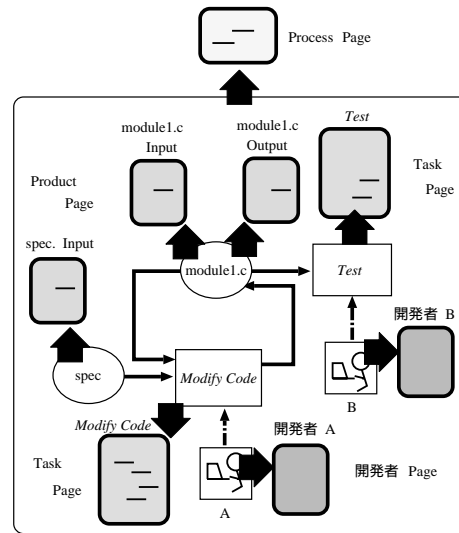 Process Page
module1.c
Input
module1.c
Output
Test
Task
Page
Product
Page
spec. Input
module1.c
Test
spec
Modify Code
開発者 B
B
Modify Code
Task
Page
開発者 A
A
開発者 Page